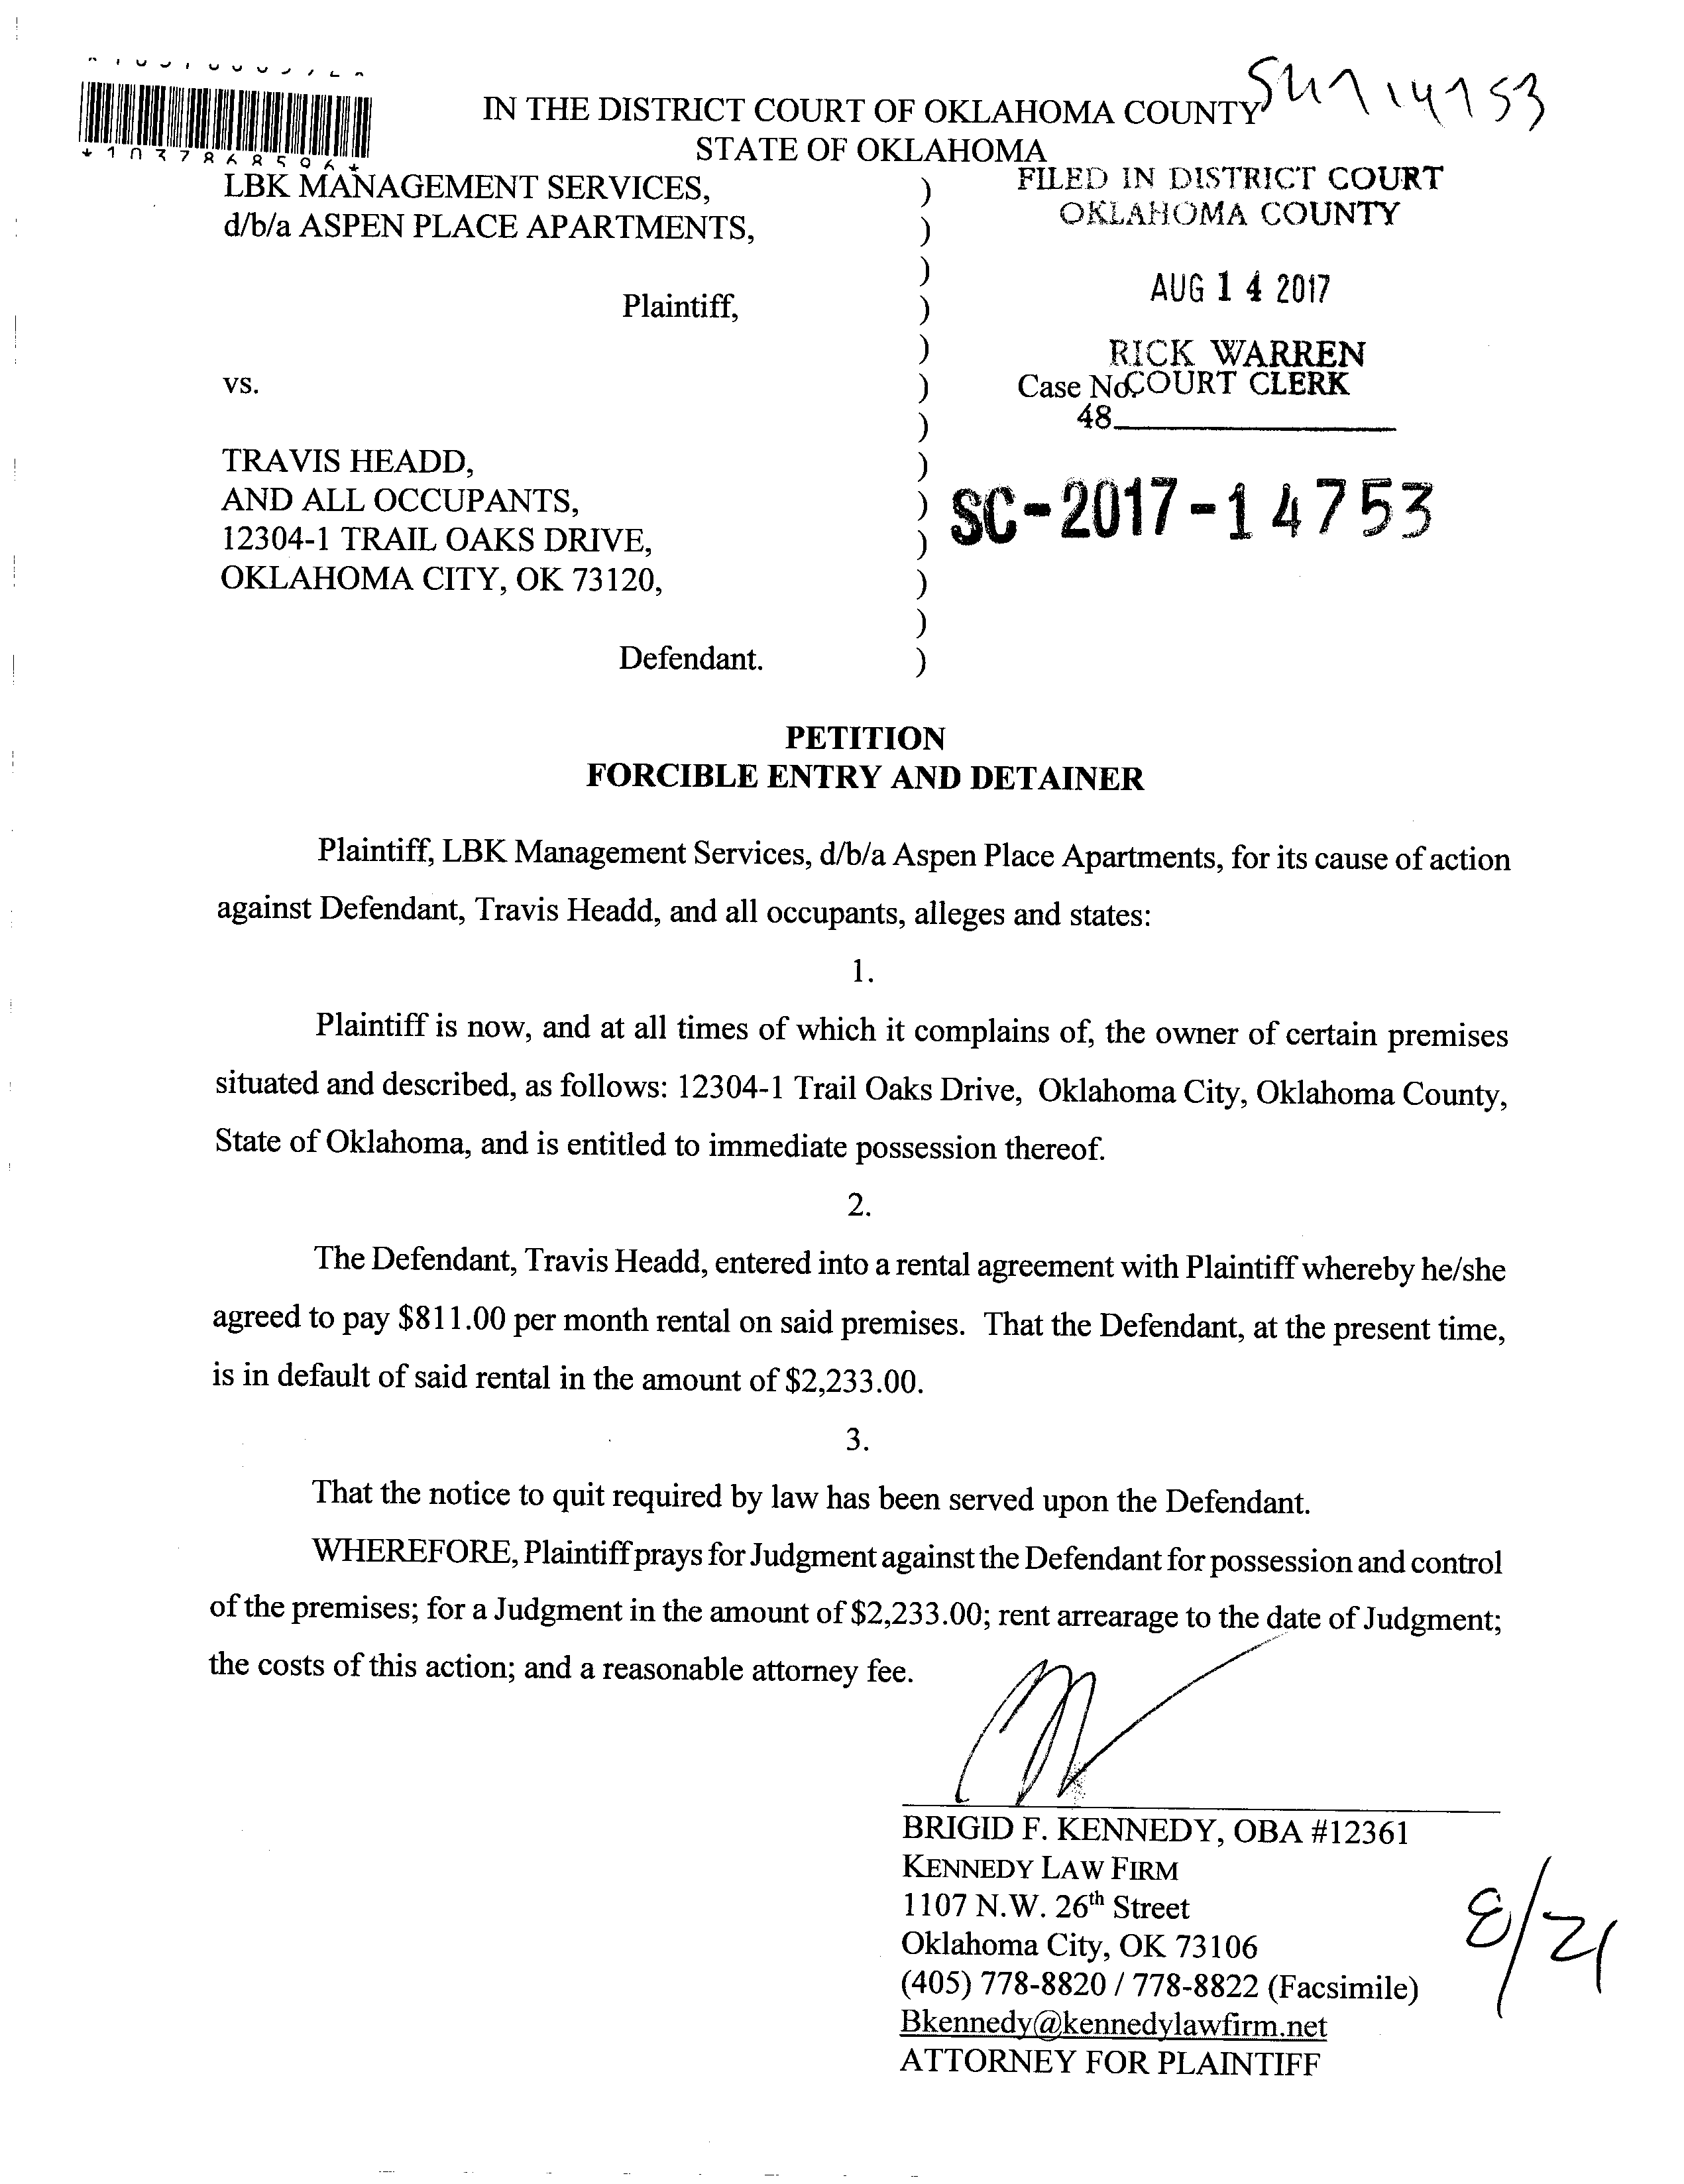 *1037868596*
IN THE DISTRICT COURT OF OKLAHOMA COUNTY
STATE OF OKLAHOMA
LBK MANAGEMENT SERVICES, )
d/b/a ASPEN PLACE APARTMENTS, )
)
Plaintiff, )
)
vs. )
)
TRAVIS HEADD, )
AND ALL OCCUPANTS, )
12304-1 TRAIL OAKS DRIVE, )
OKLAHOMA CITY, OK 73120, )
)
Defendant. )
FILED IN DISTRICT COURT
OKLAHOMA COUNTY
AUG 14 2017
RICK WARREN
COURT CLERK
Case No.
48
SC-2017-14753
PETITION
FORCIBLE ENTRY AND DETAINER
Plaintiff, LBK Management Services, d/b/a Aspen Place Apartments, for its cause of action
against Defendant, Travis Headd, and all occupants, alleges and states:
1.
Plaintiff is now, and at all times of which it complains of, the owner of certain premises
situated and described, as follows: 12304-1 Trail Oaks Drive, Oklahoma City, Oklahoma County,
State of Oklahoma, and is entitled to immediate possession thereof.
2.
The Defendant, Travis Headd, entered into a rental agreement with Plaintiff whereby he/she
agreed to pay $811.00 per month rental on said premises. That the Defendant, at the present time,
is in default of said rental in the amount of $2,233.00.
3.
That the notice to quit required by law has been served upon the Defendant.
WHEREFORE, Plaintiff prays for Judgment against the Defendant for possession and control
of the premises; for a Judgment in the amount of $2,233.00; rent arrearage to the date of Judgment;
the costs of this action; and a reasonable attorney fee.
BRIGID F. KENNEDY, OBA #12361
KENNEDY LAW FIRM
1107 N.W. 26th Street
Oklahoma City, OK 73106
(405) 778-8820 / 778-8822 (Facsimile)
Bkennedy@kennedylawfirm.net
ATTORNEY FOR PLAINTIFF
8/21